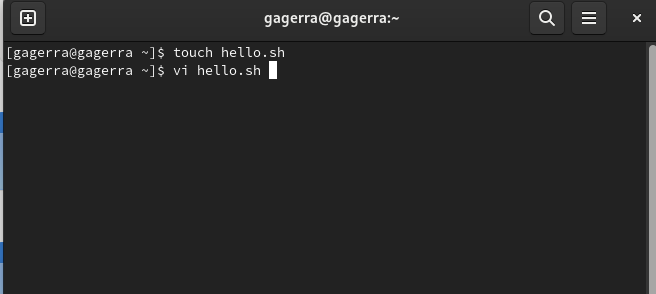 gagerra@gagerra:~
[gagerra@gagerra ~]$ touch hello.sh
[gagerra@gagerra ~]$ vi hello.sh